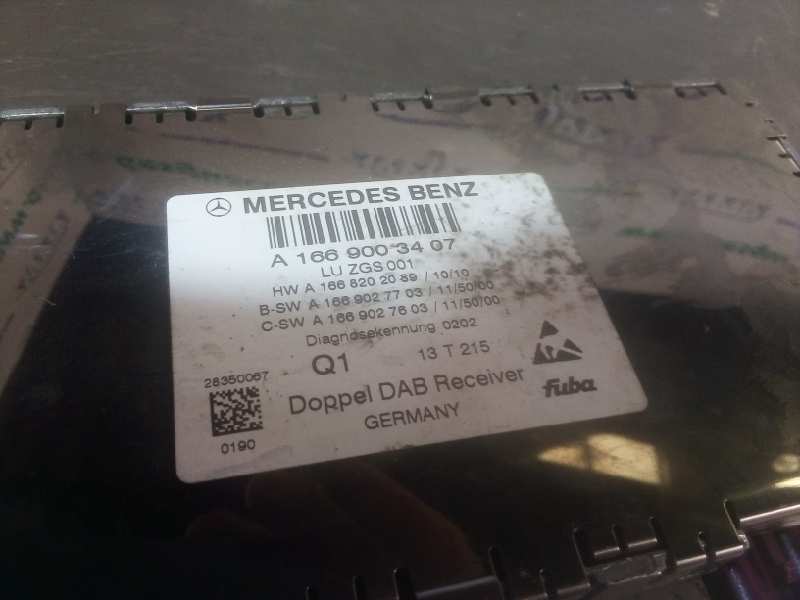 MERCEDES BENZ
A 166 900 34 07
LU ZGS 001
HW A 166 820 20 89 / 10/10
B-SW A 166 902 77 03 / 11/50/00
C-SW A 166 902 76 03 / 11/50/00
Diagnosekennung 0202
Q1 13 T 215
28350067
Doppel DAB Receiver
fuba
0190
GERMANY